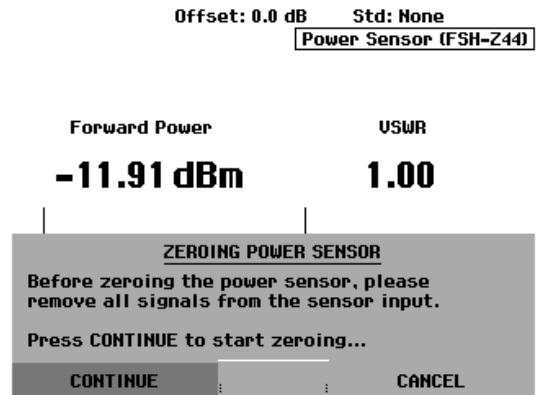 Offset: 0.0 dB Std: None
Power Sensor (FSH-Z44)
Forward Power VSWR
-11.91 dBm 1.00
ZEROING POWER SENSOR
Before zeroing the power sensor, please
remove all signals from the sensor input.
Press CONTINUE to start zeroing...
CONTINUE CANCEL